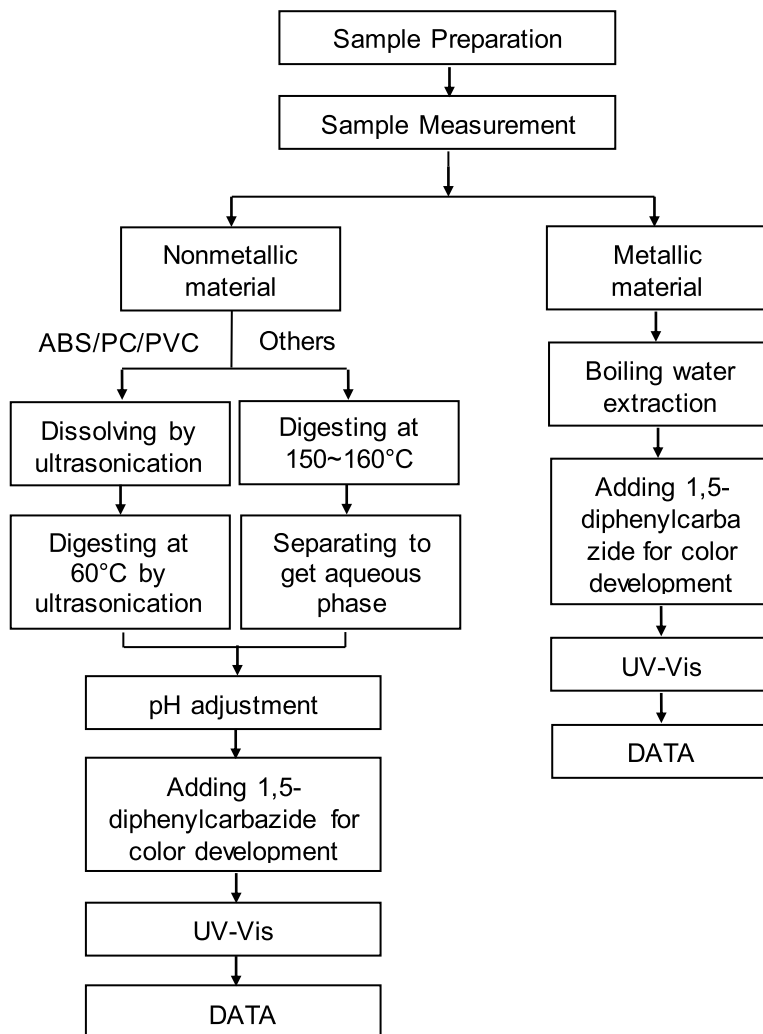 Sample Preparation
Sample Measurement
Nonmetallic
material
Metallic
material
ABS/PC/PVC
Others
Boiling water
extraction
Dissolving by
ultrasonication
Digesting at
150~160°C
Adding 1,5-
diphenylcarba
zide for color
development
Digesting at
60°C by
ultrasonication
Separating to
get aqueous
phase
UV-Vis
pH adjustment
DATA
Adding 1,5-
diphenylcarbazide for
color development
UV-Vis
DATA